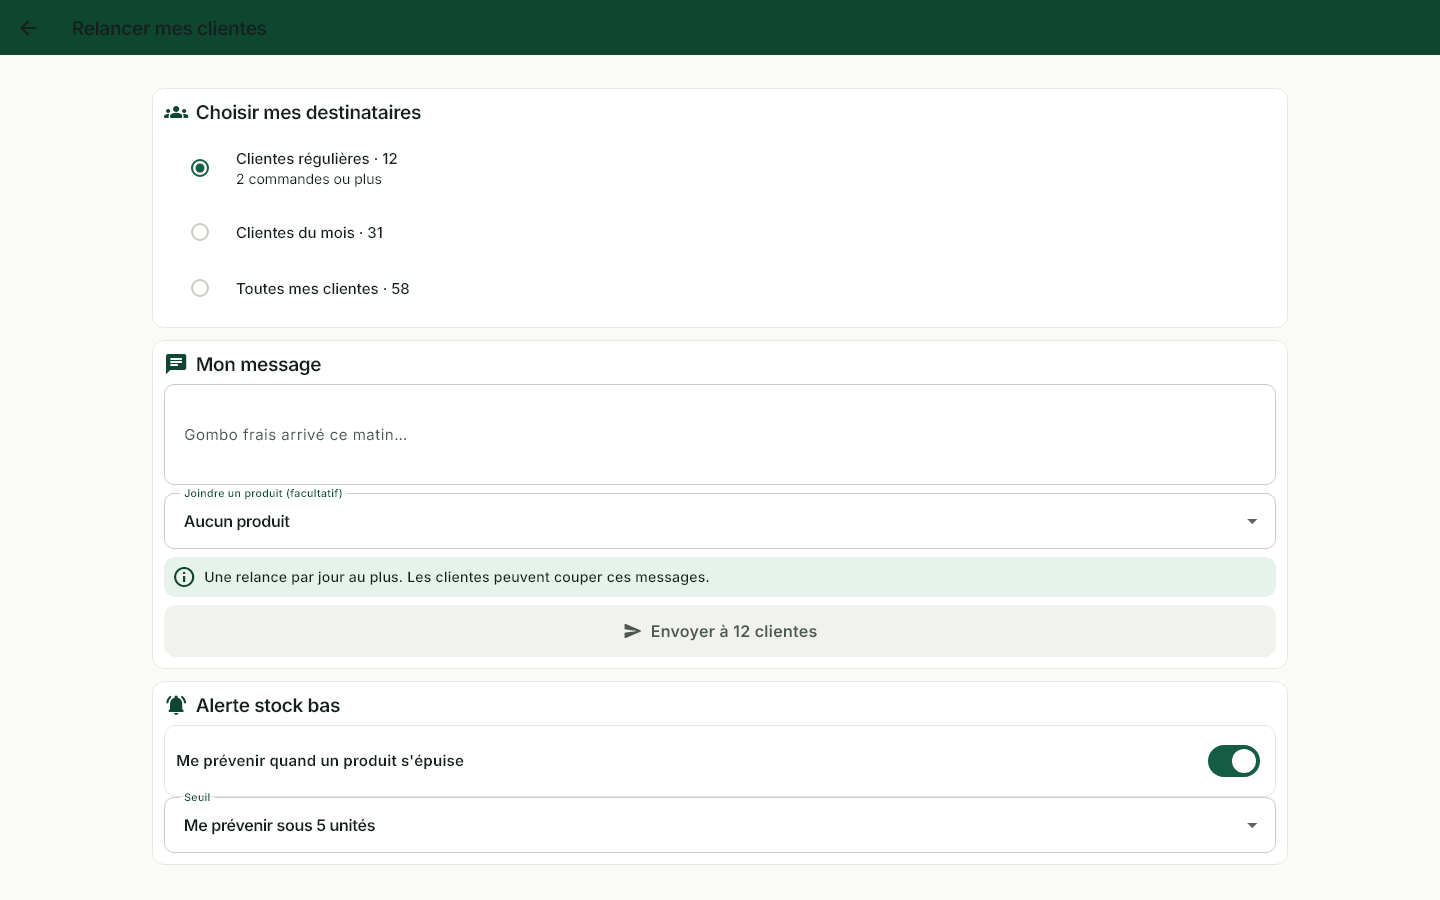 Relancer mes clientes
Choisir mes destinataires
Clientes régulières · 12
2 commandes ou plus
Clientes du mois · 31
Toutes mes clientes · 58
Mon message
Gombo frais arrivé ce matin...
Joindre un produit (facultatif)
Aucun produit
Une relance par jour au plus. Les clientes peuvent couper ces messages.
Envoyer à 12 clientes
Alerte stock bas
Me prévenir quand un produit s'épuise
Seuil
Me prévenir sous 5 unités